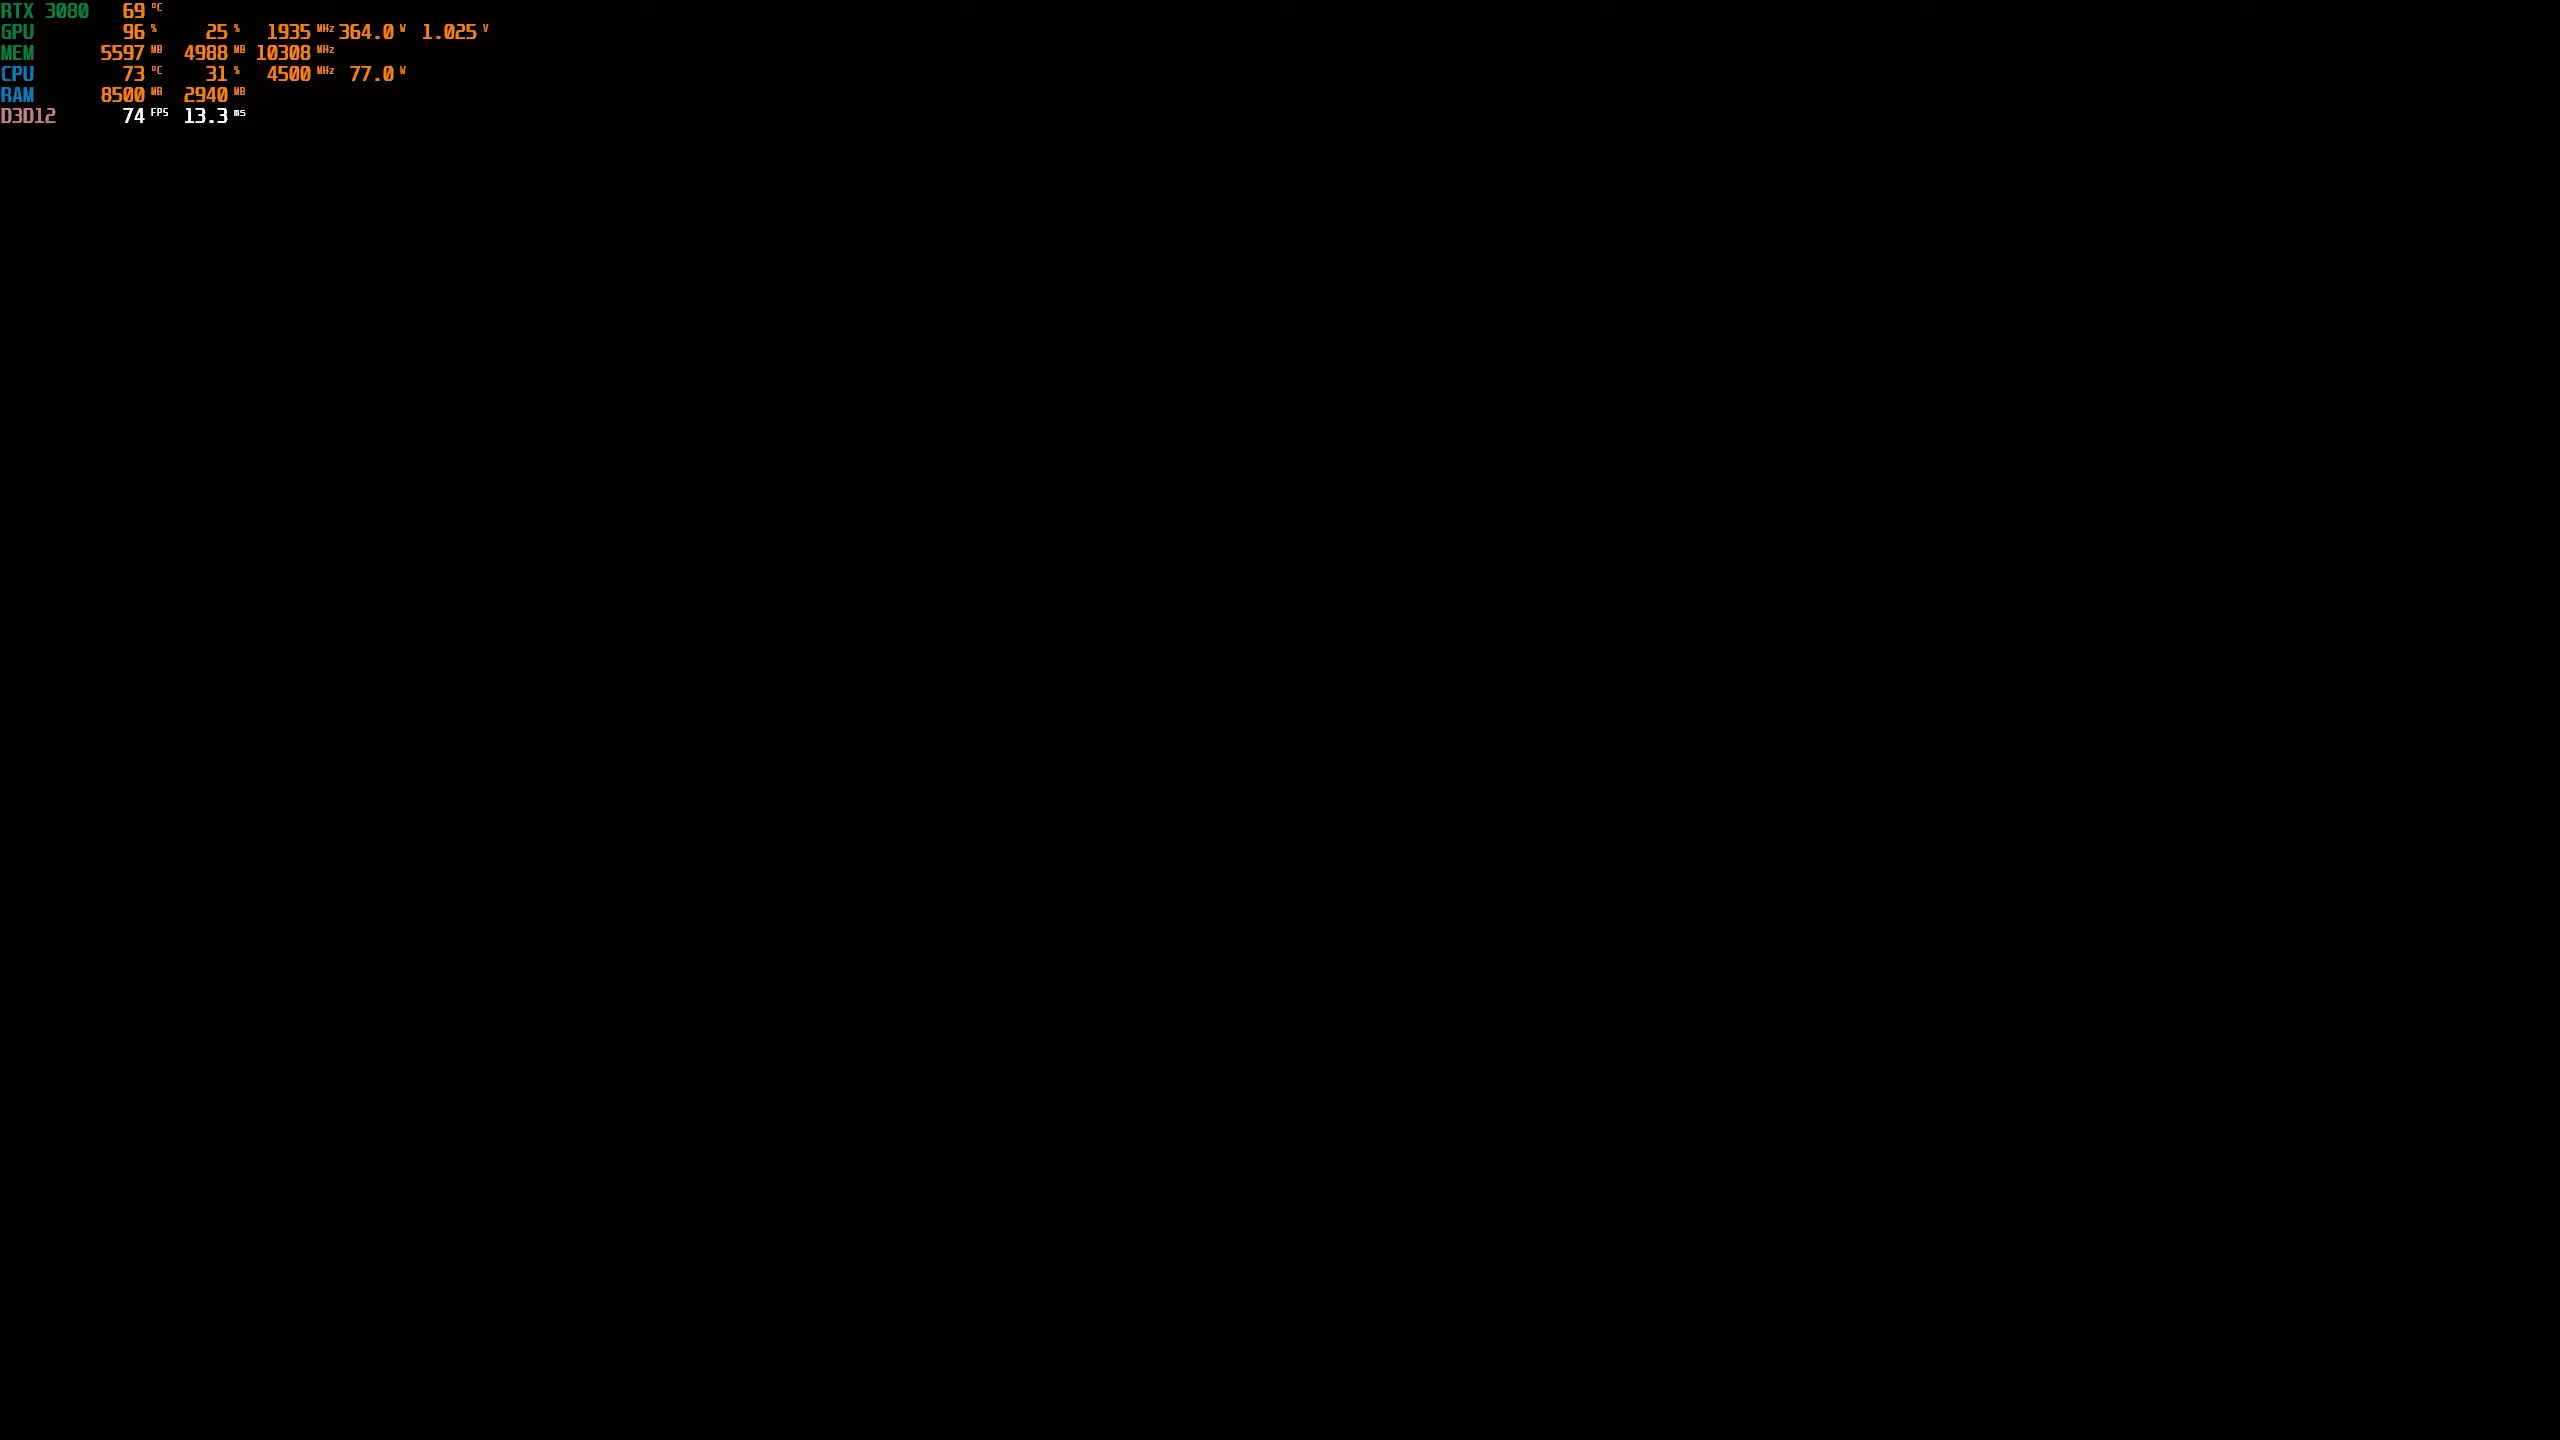 RTX 3080 69 °C
GPU 96 % 25 % 1935 MHz 364.0 W 1.025 V
MEM 5597 MB 4988 MB 10308 MHz
CPU 73 °C 31 % 4500 MHz 77.0 W
RAM 8500 MB 2940 MB
D3D12 74 FPS 13.3 ms